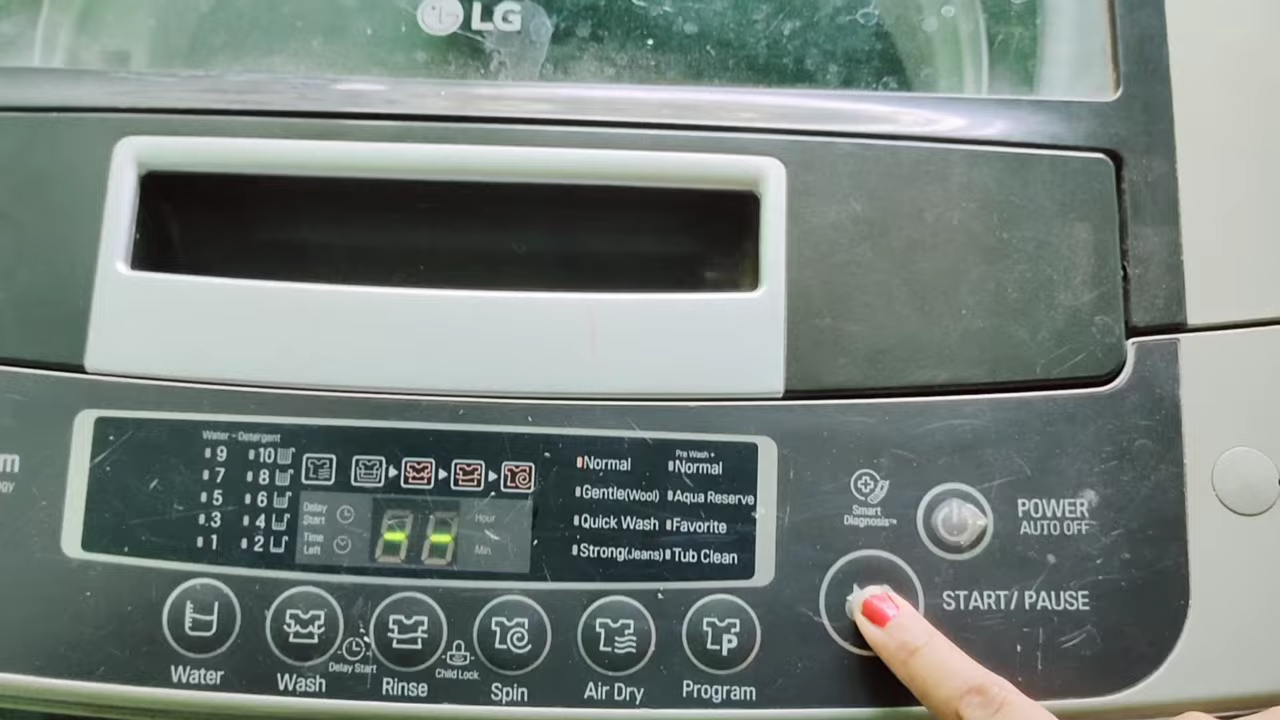 LG
m
gy
Water - Detergent
9 10
7 8
5 6
3 4
1 2
Delay
Start
Time
Left
Hour
Min
Normal
Gentle(Wool)
Quick Wash
Strong(Jeans)
Pre Wash +
Normal
Aqua Reserve
Favorite
Tub Clean
Smart
Diagnosis™
POWER
AUTO OFF
START/PAUSE
Water
Wash
Delay Start
Rinse
Child Lock
Spin
Air Dry
P
Program